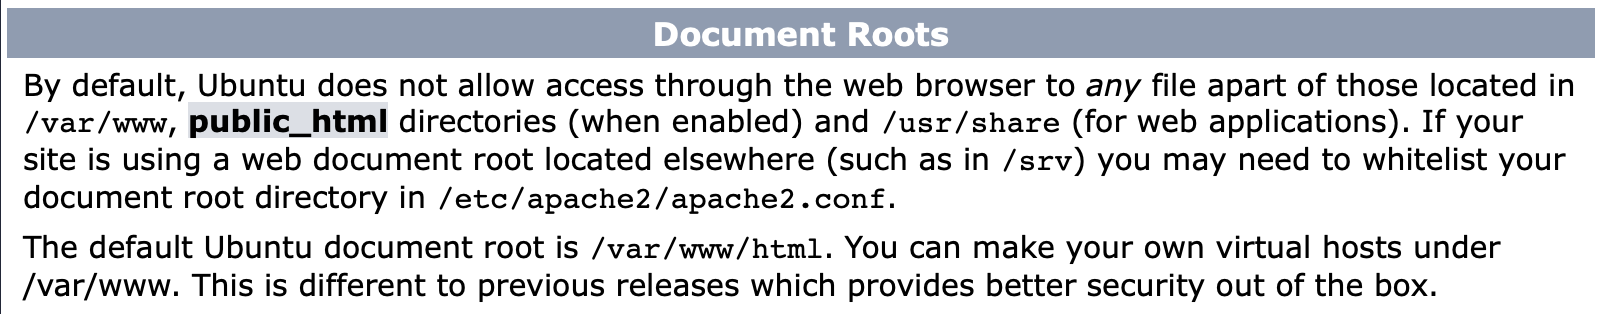 Document Roots
By default, Ubuntu does not allow access through the web browser to any file apart of those located in
/var/www, public_html directories (when enabled) and /usr/share (for web applications). If your
site is using a web document root located elsewhere (such as in /srv) you may need to whitelist your
document root directory in /etc/apache2/apache2.conf.
The default Ubuntu document root is /var/www/html. You can make your own virtual hosts under
/var/www. This is different to previous releases which provides better security out of the box.